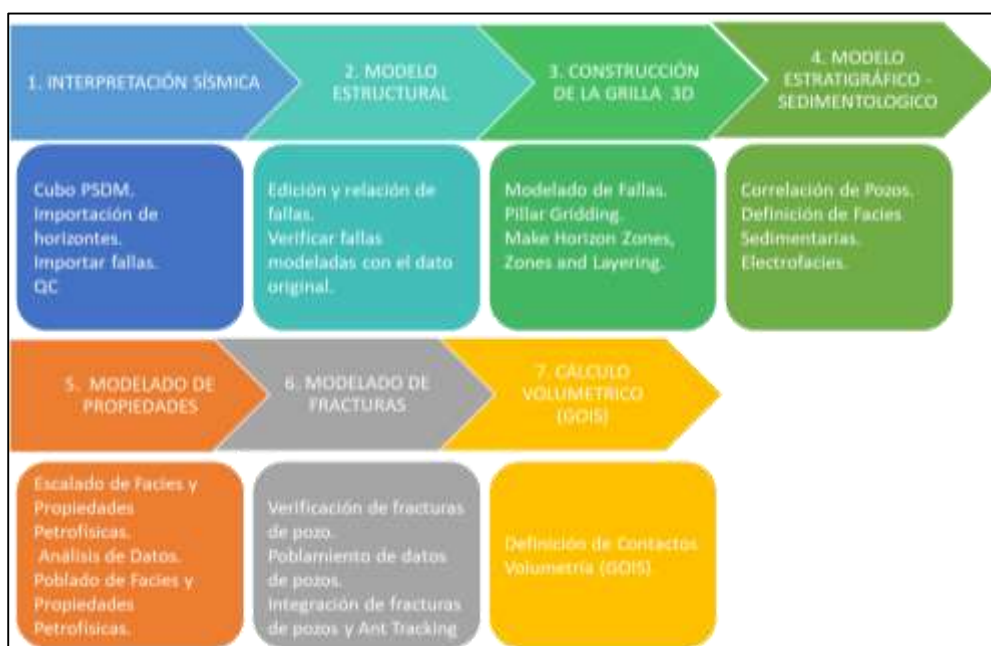 1. INTERPRETACIÓN SÍSMICA
2. MODELO
ESTRUCTURAL
3. CONSTRUCCIÓN
DE LA GRILLA 3D
4. MODELO
ESTRATIGRÁFICO -
SEDIMENTOLOGICO
Cubo PSDM.
Importación de
horizontes.
Importar fallas.
QC
Edición y relación de
fallas.
Verificar fallas
modeladas con el dato
original.
Modelado de Fallas.
Pillar Gridding.
Make Horizon Zones,
Zones and Layering.
Correlación de Pozos.
Definición de Facies
Sedimentarias.
Electrofacies.
5. MODELADO DE
PROPIEDADES
6. MODELADO DE
FRACTURAS
7. CÁLCULO
VOLUMETRICO
(GOIS)
Escalado de Facies y
Propiedades
Petrofísicas.
Análisis de Datos.
Poblado de Facies y
Propiedades
Petrofísicas.
Verificación de fracturas
de pozo.
Poblamiento de datos
de pozos.
Integración de fracturas
de pozos y Ant Tracking
Definición de Contactos
Volumetría (GOIS)